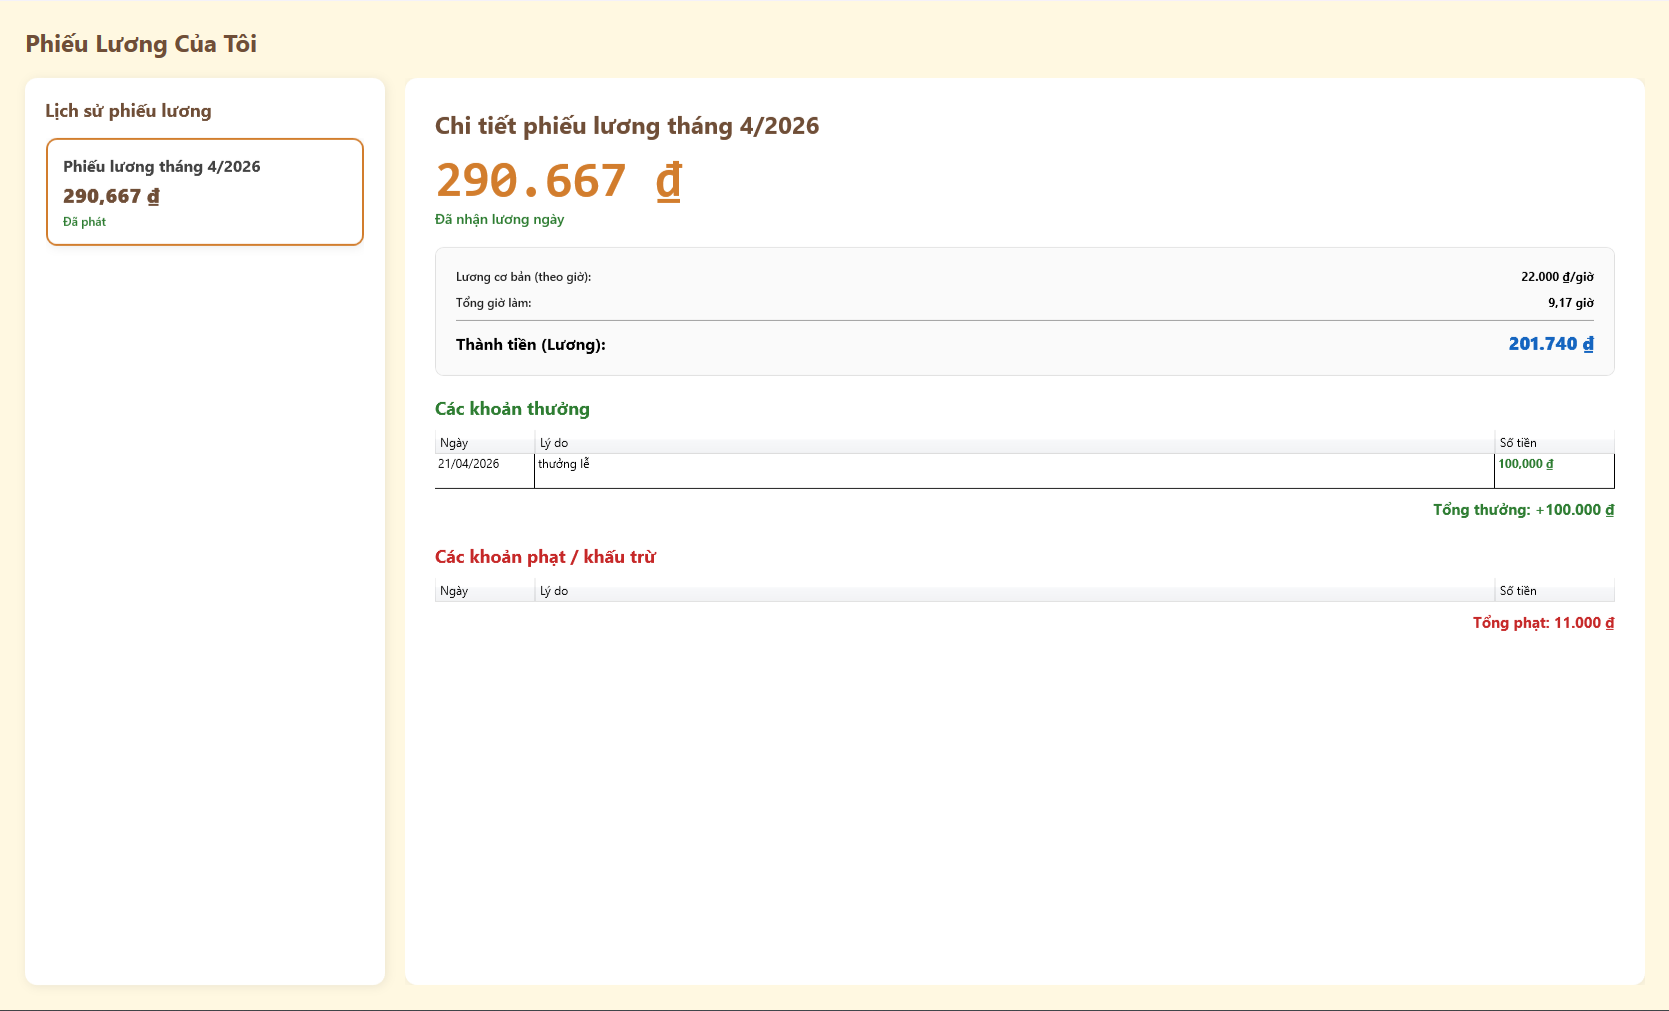 Phiếu Lương Của Tôi
Lịch sử phiếu lương
Phiếu lương tháng 4/2026
290,667 ₫
Đã phát
Chi tiết phiếu lương tháng 4/2026
290.667 ₫
Đã nhận lương ngày
Lương cơ bản (theo giờ): 22.000 ₫/giờ
Tổng giờ làm: 9,17 giờ
Thành tiền (Lương): 201.740 ₫
Các khoản thưởng
Ngày Lý do Số tiền
21/04/2026 thưởng lễ 100,000 ₫
Tổng thưởng: +100.000 ₫
Các khoản phạt / khấu trừ
Ngày Lý do Số tiền
Tổng phạt: 11.000 ₫